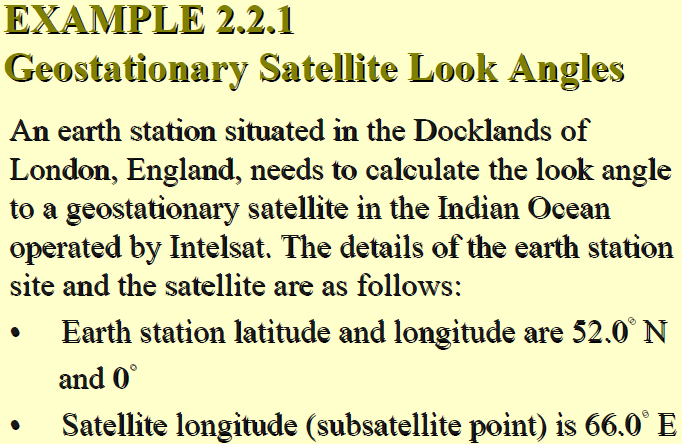 EXAMPLE 2.2.1
Geostationary Satellite Look Angles
An earth station situated in the Docklands of
London, England, needs to calculate the look angle
to a geostationary satellite in the Indian Ocean
operated by Intelsat. The details of the earth station
site and the satellite are as follows:
• Earth station latitude and longitude are 52.0° N
and 0°
• Satellite longitude (subsatellite point) is 66.0° E